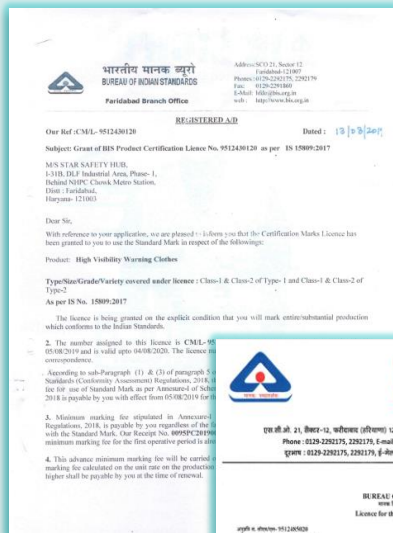 भारतीय मानक ब्यूरो
BUREAU OF INDIAN STANDARDS
Faridabad Branch Office
Address: SCO 21, Sector 12
Faridabad-121007
Phones: 0129-2292175, 2292179
Fax: 0129-2291860
web: http://www.bis.org.in
REGISTERED A/D
Our Ref :CM/L- 9512430120
Dated :
Subject: Grant of BIS Product Certification Licence No. 9512430120 as per IS 15809:2017
M/S STAR SAFETY HUB,
I-31B, DLF Industrial Area, Phase- 1,
Behind NHPC Chowk Metro Station,
Distt : Faridabad,
Haryana- 121003
Dear Sir,
With reference to your application, we are pleased to inform you that the Certification Marks Licence has
been granted to you to use the Standard Mark in respect of the followings:
Product: High Visibility Warning Clothes
Type/Size/Grade/Variety covered under licence : Class-1 & Class-2 of Type- 1 and Class-1 & Class-2 of
Type-2
As per IS No. 15809:2017
The licence is being granted on the explicit condition that you will mark entire/substantial production
which conforms to the Indian Standards.
2. The number assigned to this licence is CM/L- 95
05/08/2019 and is valid upto 04/08/2020. The licence
correspondence.
According to sub-Paragraph (1) & (3) of paragraph 5
Standards (Conformity Assessment) Regulations, 2018,
fee for use of Standard Mark as per Annexure-I of Sche
2018 is payable by you with effect from 05/08/2019 for
3. Minimum marking fee stipulated in Annexure-I
Regulations, 2018, is payable by you regardless of the
with the Standard Mark. Our Receipt No.
minimum marking fee for the first operative period is
4. This advance minimum marking fee will be carried
marking fee calculated on the unit rate on the production
higher shall be payable by you at the time of renewal.
एस.सी.ओ. 21, सैक्टर-12, फरीदाबाद (हरियाणा) 12
Phone : 0129-2292175, 2292179, E-mail
दूरभाष : 0129-2292175, 2292179, ई-मेल
BUREAU
Licence for th